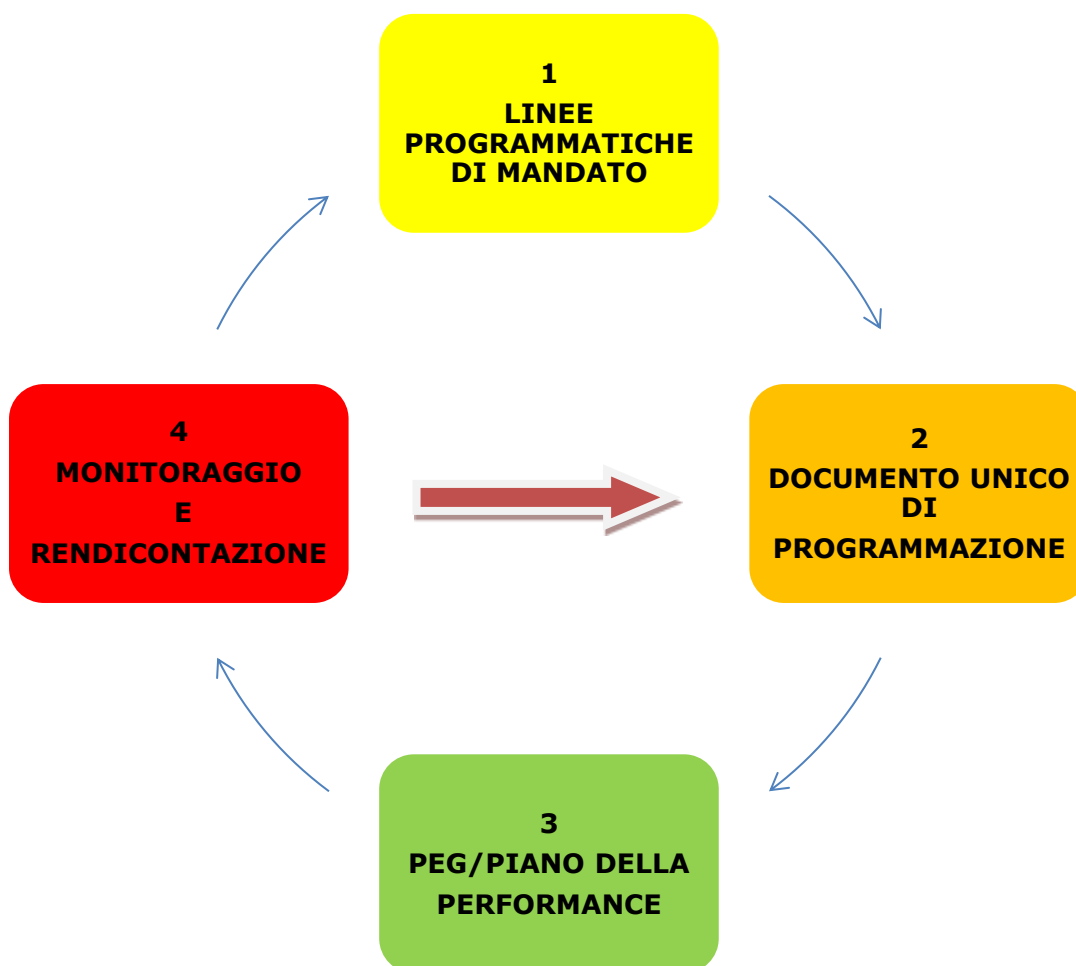 1
LINEE
PROGRAMMATICHE
DI MANDATO
2
DOCUMENTO UNICO
DI
PROGRAMMAZIONE
3
PEG/PIANO DELLA
PERFORMANCE
4
MONITORAGGIO
E
RENDICONTAZIONE